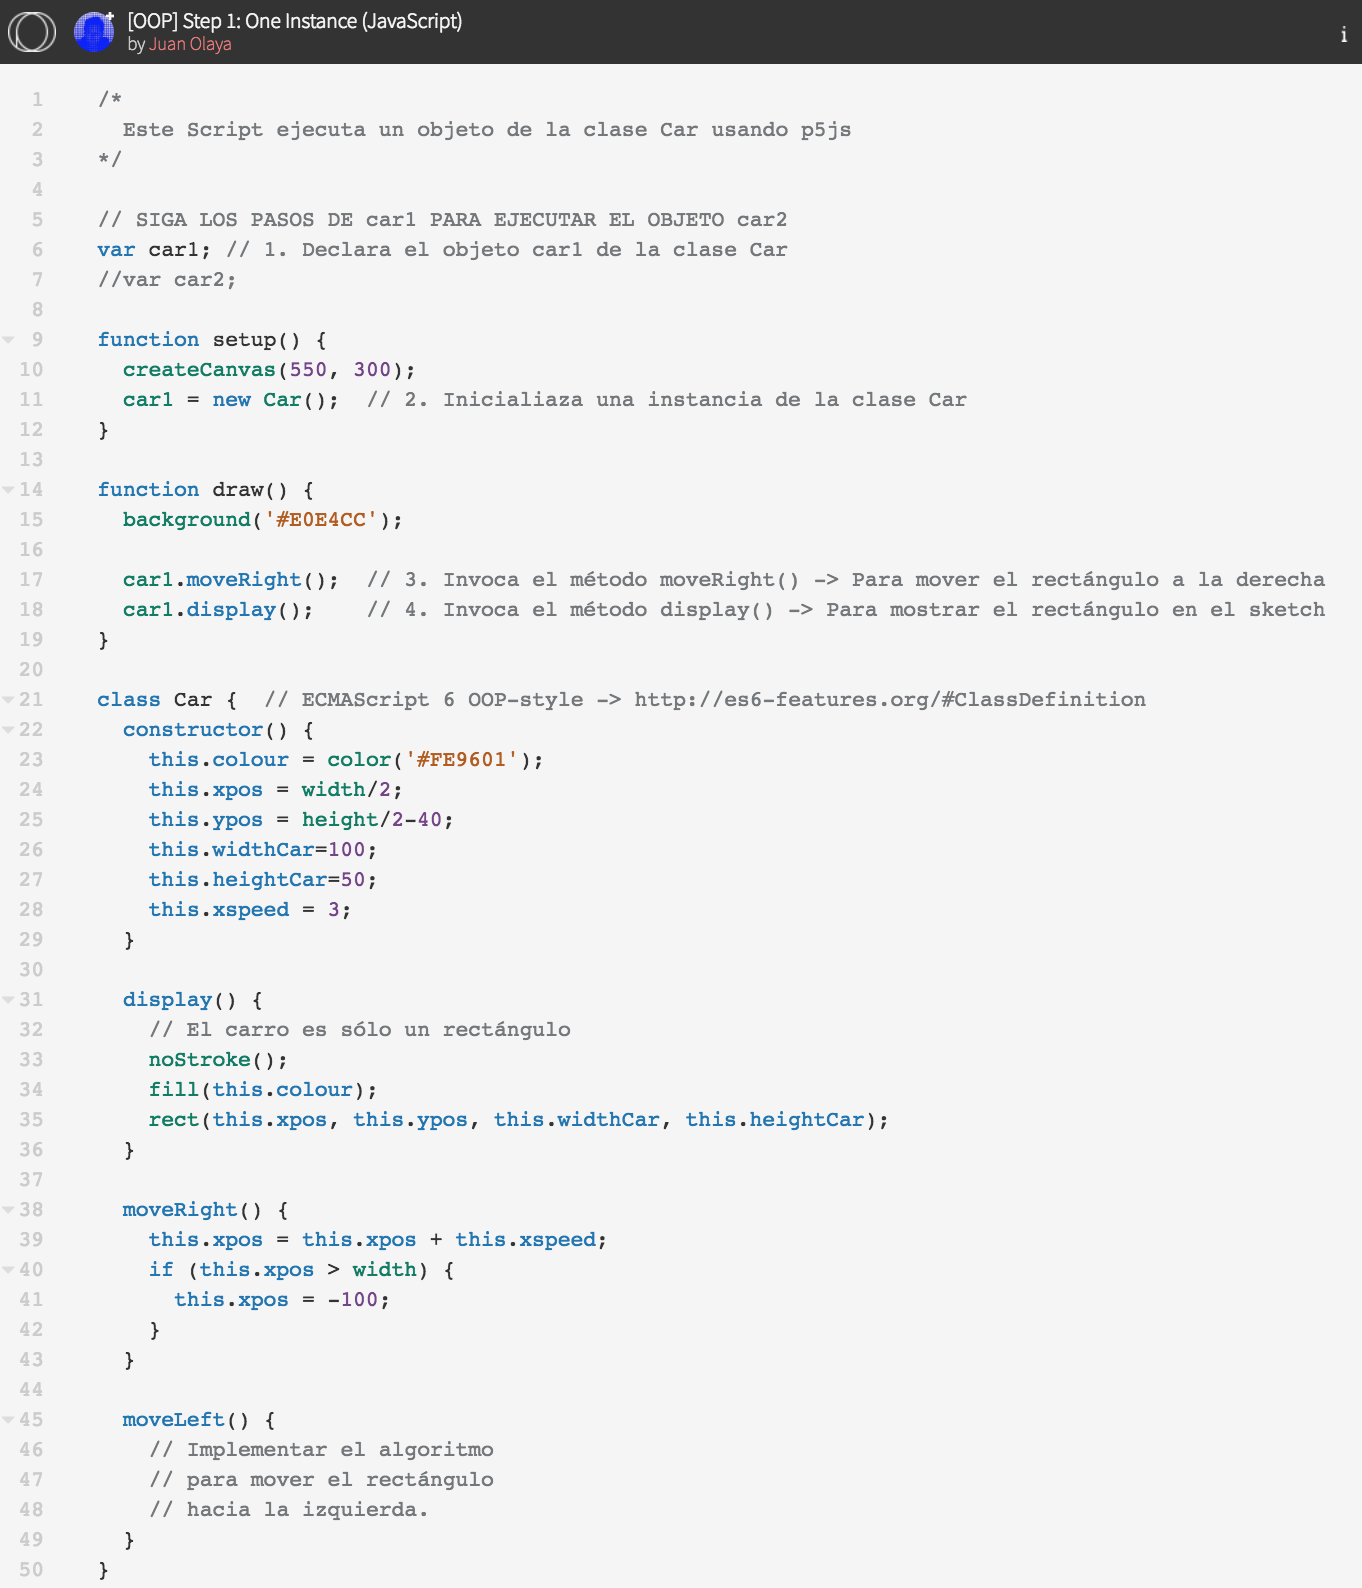 [OOP] Step 1: One Instance (JavaScript)
by Juan Olaya
i
1 /*
2   Este Script ejecuta un objeto de la clase Car usando p5js
3 */
4
5 // SIGA LOS PASOS DE car1 PARA EJECUTAR EL OBJETO car2
6 var car1; // 1. Declara el objeto car1 de la clase Car
7 //var car2;
8
9 function setup() {
10   createCanvas(550, 300);
11   car1 = new Car();  // 2. Inicialiaza una instancia de la clase Car
12 }
13
14 function draw() {
15   background('#E0E4CC');
16
17   car1.moveRight();  // 3. Invoca el método moveRight() -> Para mover el rectángulo a la derecha
18   car1.display();    // 4. Invoca el método display() -> Para mostrar el rectángulo en el sketch
19 }
20
21 class Car {  // ECMAScript 6 OOP-style -> http://es6-features.org/#ClassDefinition
22   constructor() {
23     this.colour = color('#FE9601');
24     this.xpos = width/2;
25     this.ypos = height/2-40;
26     this.widthCar=100;
27     this.heightCar=50;
28     this.xspeed = 3;
29   }
30
31   display() {
32     // El carro es sólo un rectángulo
33     noStroke();
34     fill(this.colour);
35     rect(this.xpos, this.ypos, this.widthCar, this.heightCar);
36   }
37
38   moveRight() {
39     this.xpos = this.xpos + this.xspeed;
40     if (this.xpos > width) {
41       this.xpos = -100;
42     }
43   }
44
45   moveLeft() {
46     // Implementar el algoritmo
47     // para mover el rectángulo
48     // hacia la izquierda.
49   }
50 }